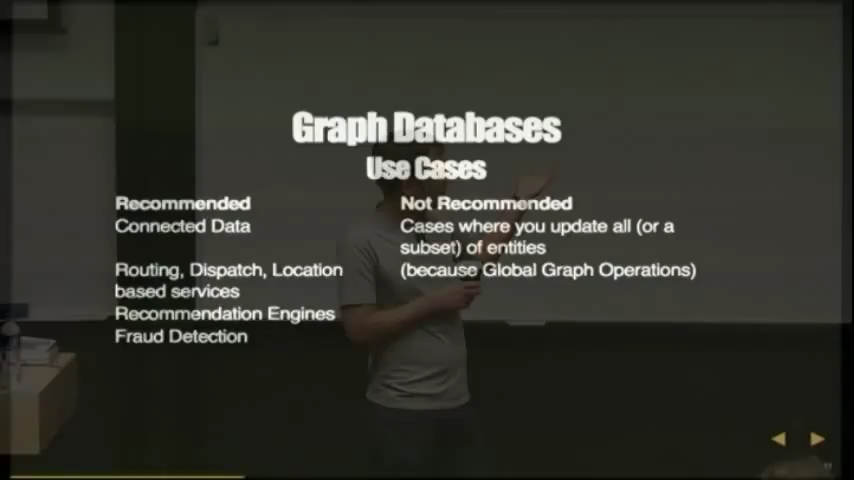 Graph Databases
Use Cases
Recommended
Connected Data
Routing, Dispatch, Location
based services
Recommendation Engines
Fraud Detection
Not Recommended
Cases where you update all (or a
subset) of entities
(because Global Graph Operations)